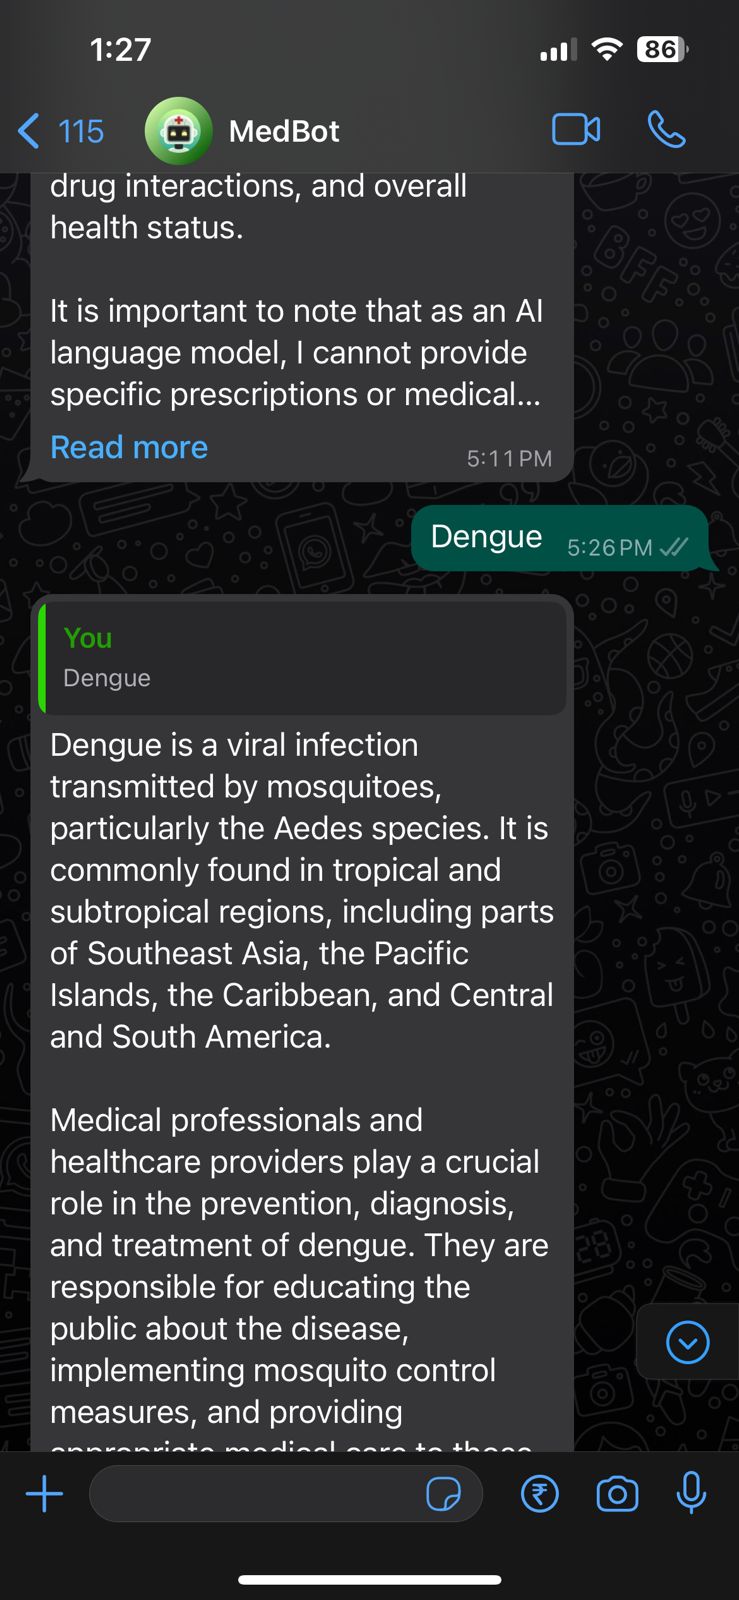 1:27
86
115
MedBot
drug interactions, and overall
health status.
It is important to note that as an AI
language model, I cannot provide
specific prescriptions or medical...
Read more
5:11 PM
Dengue
5:26 PM
You
Dengue
Dengue is a viral infection
transmitted by mosquitoes,
particularly the Aedes species. It is
commonly found in tropical and
subtropical regions, including parts
of Southeast Asia, the Pacific
Islands, the Caribbean, and Central
and South America.
Medical professionals and
healthcare providers play a crucial
role in the prevention, diagnosis,
and treatment of dengue. They are
responsible for educating the
public about the disease,
implementing mosquito control
measures, and providing
appropriate medical care to those
₹